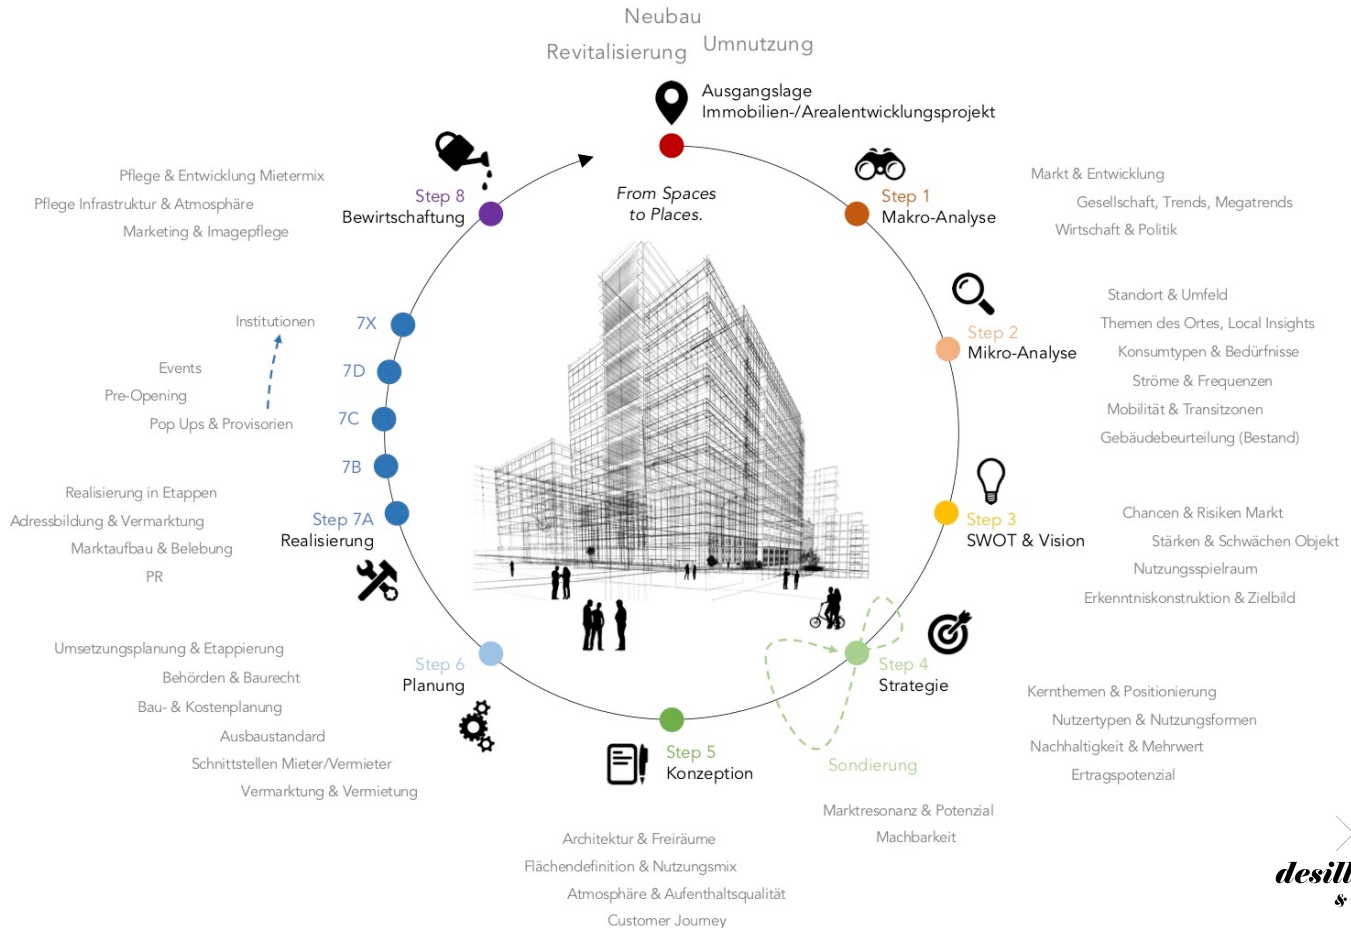 Neubau
Revitalisierung
Umnutzung
Ausgangslage
Immobilien-/Arealentwicklungsprojekt
From Spaces
to Places.
Step 1
Makro-Analyse
Markt & Entwicklung
Gesellschaft, Trends, Megatrends
Wirtschaft & Politik
Step 2
Mikro-Analyse
Standort & Umfeld
Themen des Ortes, Local Insights
Konsumtypen & Bedürfnisse
Ströme & Frequenzen
Mobilität & Transitzonen
Gebäudebeurteilung (Bestand)
Step 3
SWOT & Vision
Chancen & Risiken Markt
Stärken & Schwächen Objekt
Nutzungsspielraum
Erkenntniskonstruktion & Zielbild
Step 4
Strategie
Kernthemen & Positionierung
Nutzertypen & Nutzungsformen
Nachhaltigkeit & Mehrwert
Ertragspotenzial
Sondierung
Marktresonanz & Potenzial
Machbarkeit
Step 5
Konzeption
Architektur & Freiräume
Flächendefinition & Nutzungsmix
Atmosphäre & Aufenthaltsqualität
Customer Journey
Step 6
Planung
Umsetzungsplanung & Etappierung
Behörden & Baurecht
Bau- & Kostenplanung
Ausbaustandard
Schnittstellen Mieter/Vermieter
Vermarktung & Vermietung
Step 7A
Realisierung
Realisierung in Etappen
Adressbildung & Vermarktung
Marktaufbau & Belebung
PR
7B
7C
7D
7X
Events
Pre-Opening
Pop Ups & Provisorien
Institutionen
Step 8
Bewirtschaftung
Pflege & Entwicklung Mietermix
Pflege Infrastruktur & Atmosphäre
Marketing & Imagepflege
desill
&